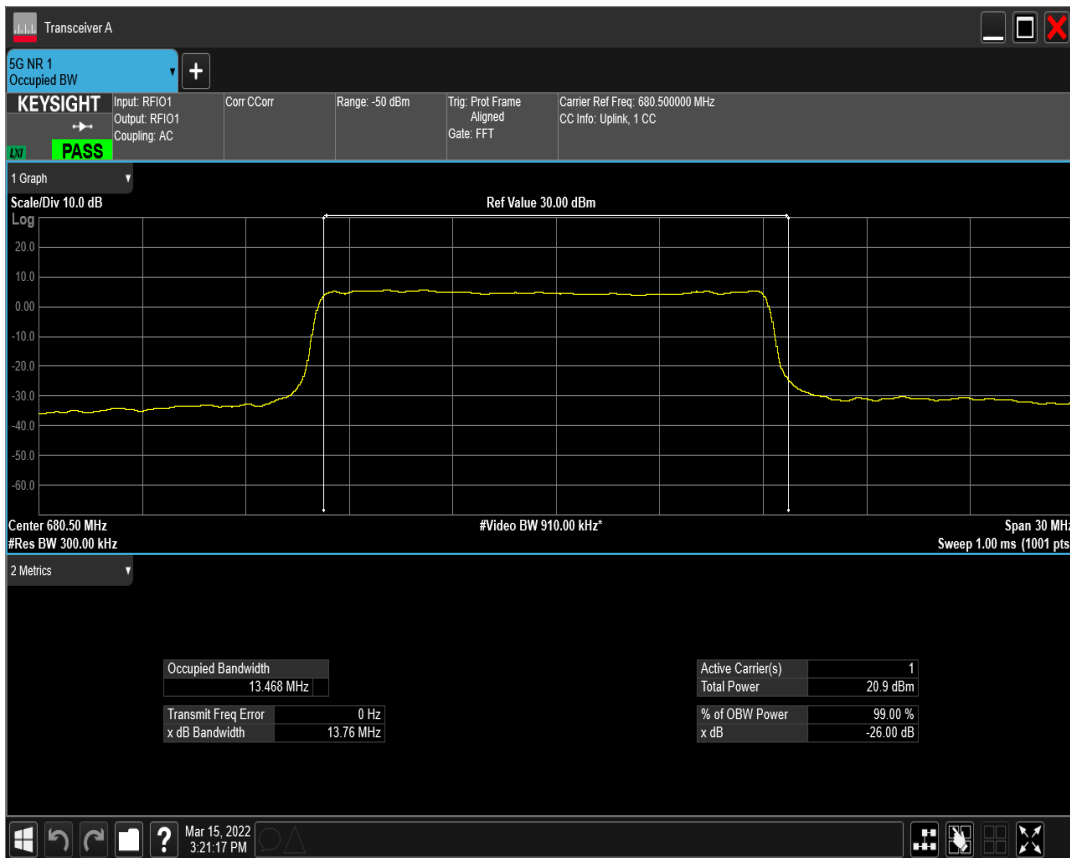 Transceiver A
5G NR 1
Occupied BW
KEYSIGHT
LXI
PASS
Input: RFIO1
Output: RFIO1
Coupling: AC
Corr CCorr
Range: -50 dBm
Trig: Prot Frame
Aligned
Gate: FFT
Carrier Ref Freq: 680.500000 MHz
CC Info: Uplink, 1 CC
1 Graph
Scale/Div 10.0 dB
Ref Value 30.00 dBm
Log
20.0
10.0
0.00
-10.0
-20.0
-30.0
-40.0
-50.0
-60.0
Center 680.50 MHz
#Video BW 910.00 kHz*
Span 30 MHz
#Res BW 300.00 kHz
Sweep 1.00 ms (1001 pts
2 Metrics
Occupied Bandwidth
13.468 MHz
Transmit Freq Error 0 Hz
x dB Bandwidth 13.76 MHz
Active Carrier(s) 1
Total Power 20.9 dBm
% of OBW Power 99.00 %
x dB -26.00 dB
Mar 15, 2022
3:21:17 PM